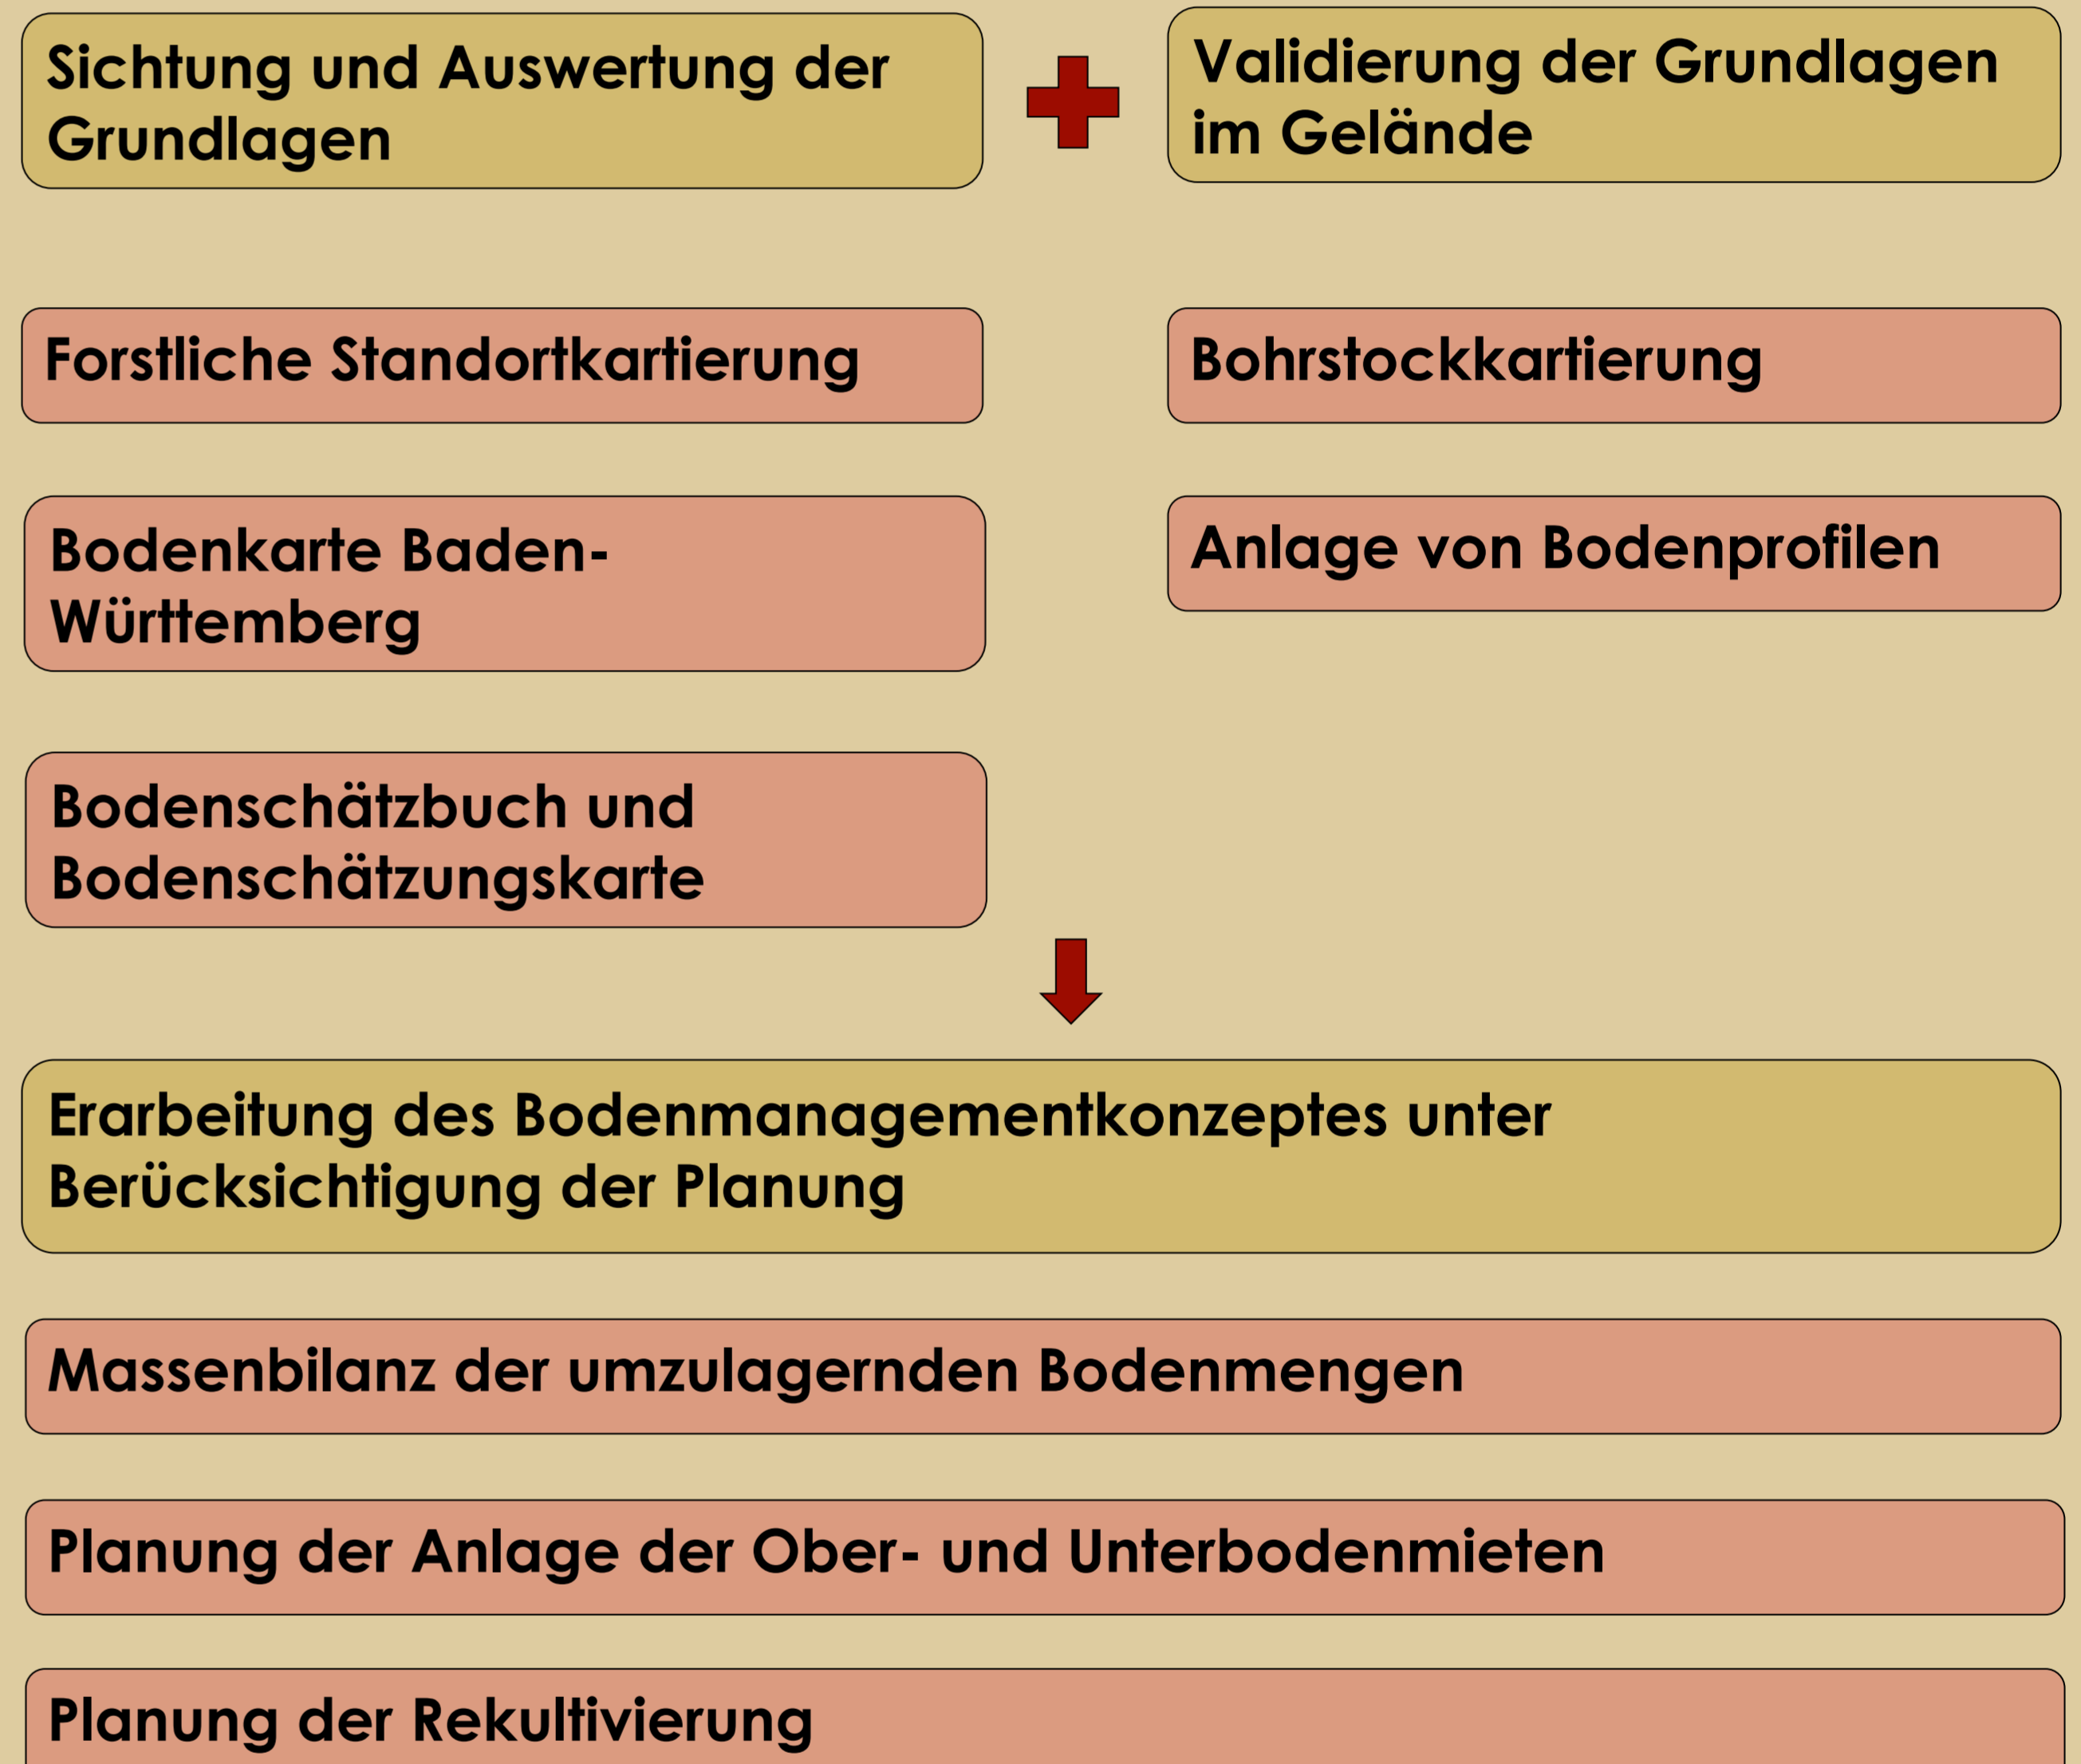 Sichtung und Auswertung der
Grundlagen
Validierung der Grundlagen
im Gelände
Forstliche Standortkartierung
Bodenkarte Baden-
Württemberg
Bodenschätzbuch und
Bodenschätzungskarte
Bohrstockkartierung
Anlage von Bodenprofilen
Erarbeitung des Bodenmanagementkonzeptes unter
Berücksichtigung der Planung
Massenbilanz der umzulagernden Bodenmengen
Planung der Anlage der Ober- und Unterbodenmieten
Planung der Rekultivierung